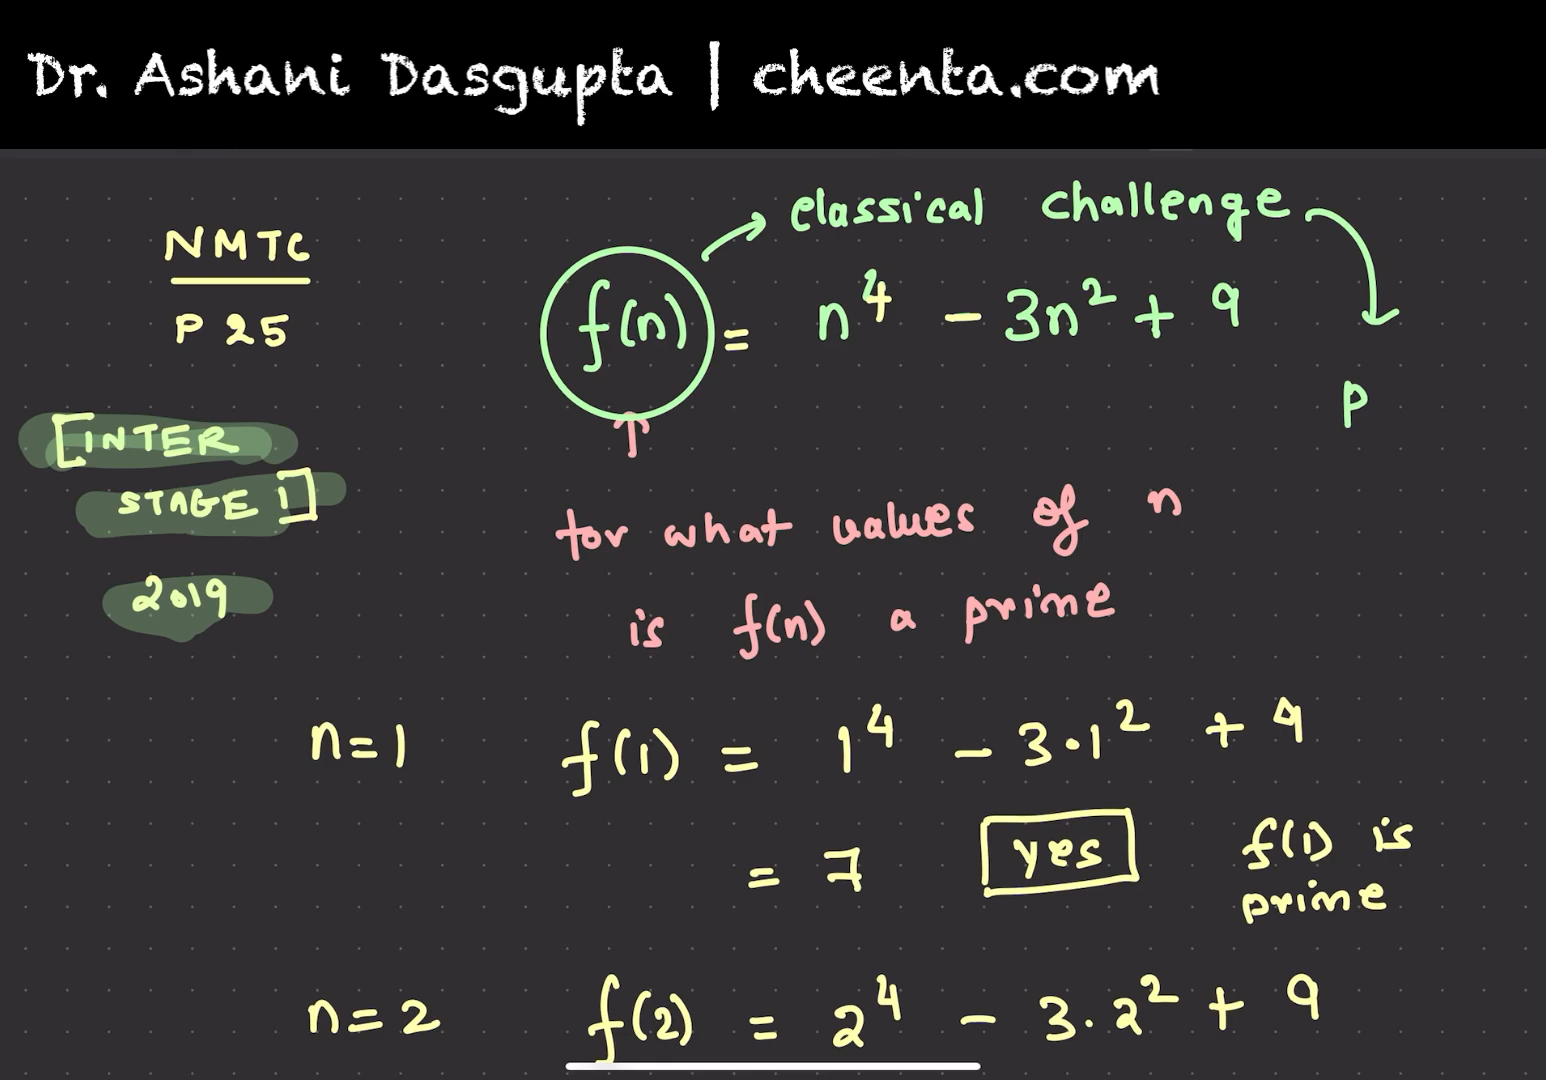 Dr. Ashani Dasgupta | cheenta.com
classical challenge
NMTC
P 25
f(n) = n⁴ - 3n² + 9
P
[INTER
STAGE 1]
2019
for what values of n
is f(n) a prime
n=1 f(1) = 1⁴ - 3·1² + 9
= 7 yes f(1) is
prime
n=2 f(2) = 2⁴ - 3·2² + 9